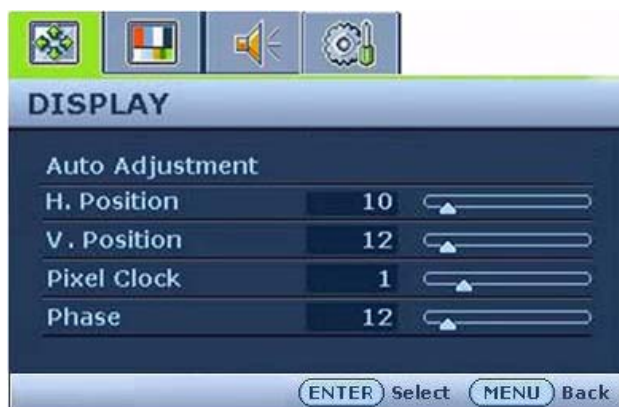 DISPLAY
Auto Adjustment
H. Position 10
V. Position 12
Pixel Clock 1
Phase 12
ENTER Select MENU Back